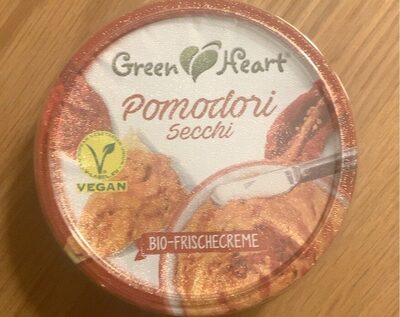 Green Heart
Pomodori
Secchi
VEGAN
BIO-FRISCHECREME